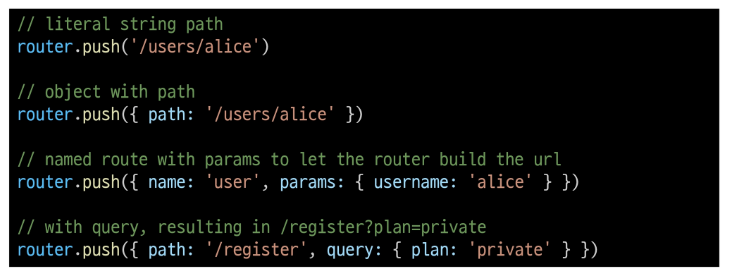 // literal string path
router.push('/users/alice')
// object with path
router.push({ path: '/users/alice' })
// named route with params to let the router build the url
router.push({ name: 'user', params: { username: 'alice' } })
// with query, resulting in /register?plan=private
router.push({ path: '/register', query: { plan: 'private' } })